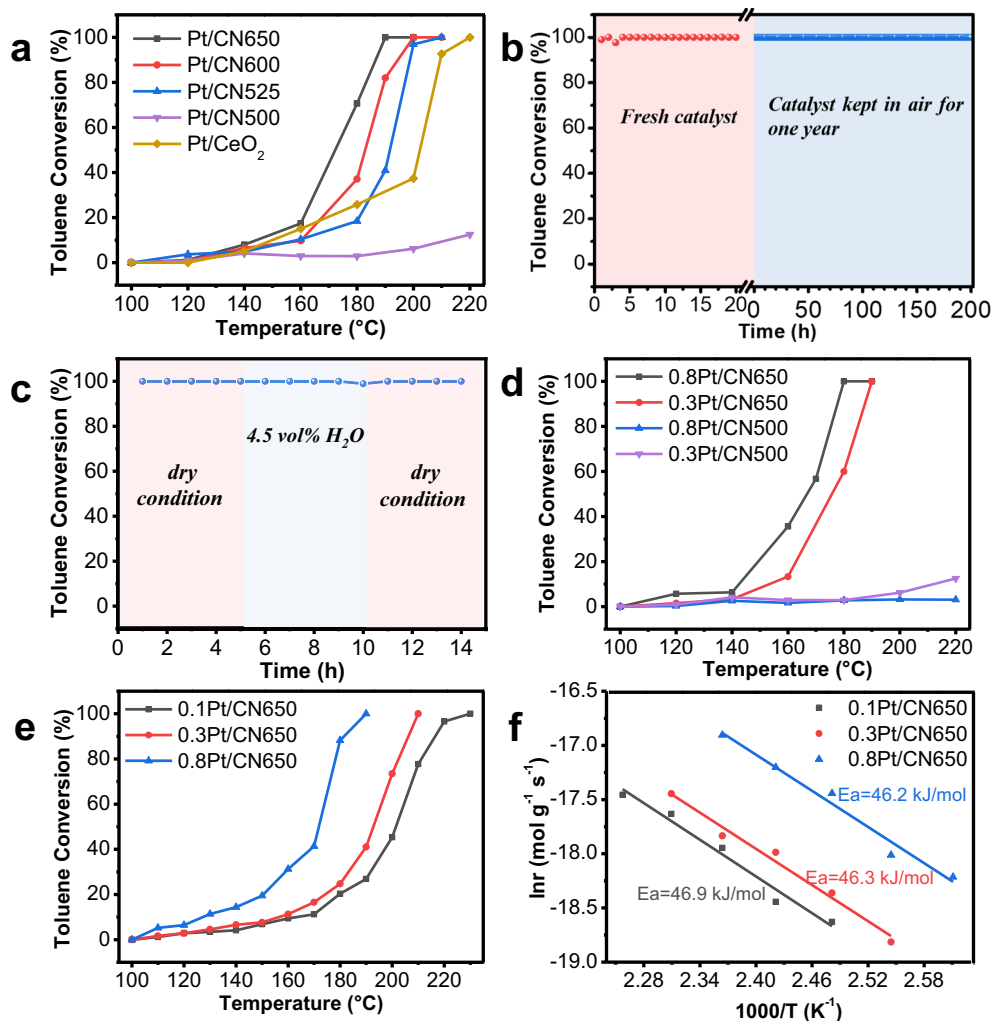 a
Toluene Conversion (%)
100
80
60
40
20
0
Pt/CN650
Pt/CN600
Pt/CN525
Pt/CN500
Pt/CeO₂
100 120 140 160 180 200 220
Temperature (°C)
b
Toluene Conversion (%)
100
80
60
40
20
0
Fresh catalyst
Catalyst kept in air for
one year
0 5 10 15 20 50 100 150 200
Time (h)
c
Toluene Conversion (%)
100
80
60
40
20
0
4.5 vol% H₂O
dry
condition
dry
condition
0 2 4 6 8 10 12 14
Time (h)
d
Toluene Conversion (%)
100
80
60
40
20
0
0.8Pt/CN650
0.3Pt/CN650
0.8Pt/CN500
0.3Pt/CN500
100 120 140 160 180 200 220
Temperature (°C)
e
Toluene Conversion (%)
100
80
60
40
20
0
0.1Pt/CN650
0.3Pt/CN650
0.8Pt/CN650
100 120 140 160 180 200 220
Temperature (°C)
f
lnr (mol g⁻¹ s⁻¹)
-16.5
-17.0
-17.5
-18.0
-18.5
-19.0
0.1Pt/CN650
0.3Pt/CN650
0.8Pt/CN650
Ea=46.2 kJ/mol
Ea=46.3 kJ/mol
Ea=46.9 kJ/mol
2.28 2.34 2.40 2.46 2.52 2.58
1000/T (K⁻¹)